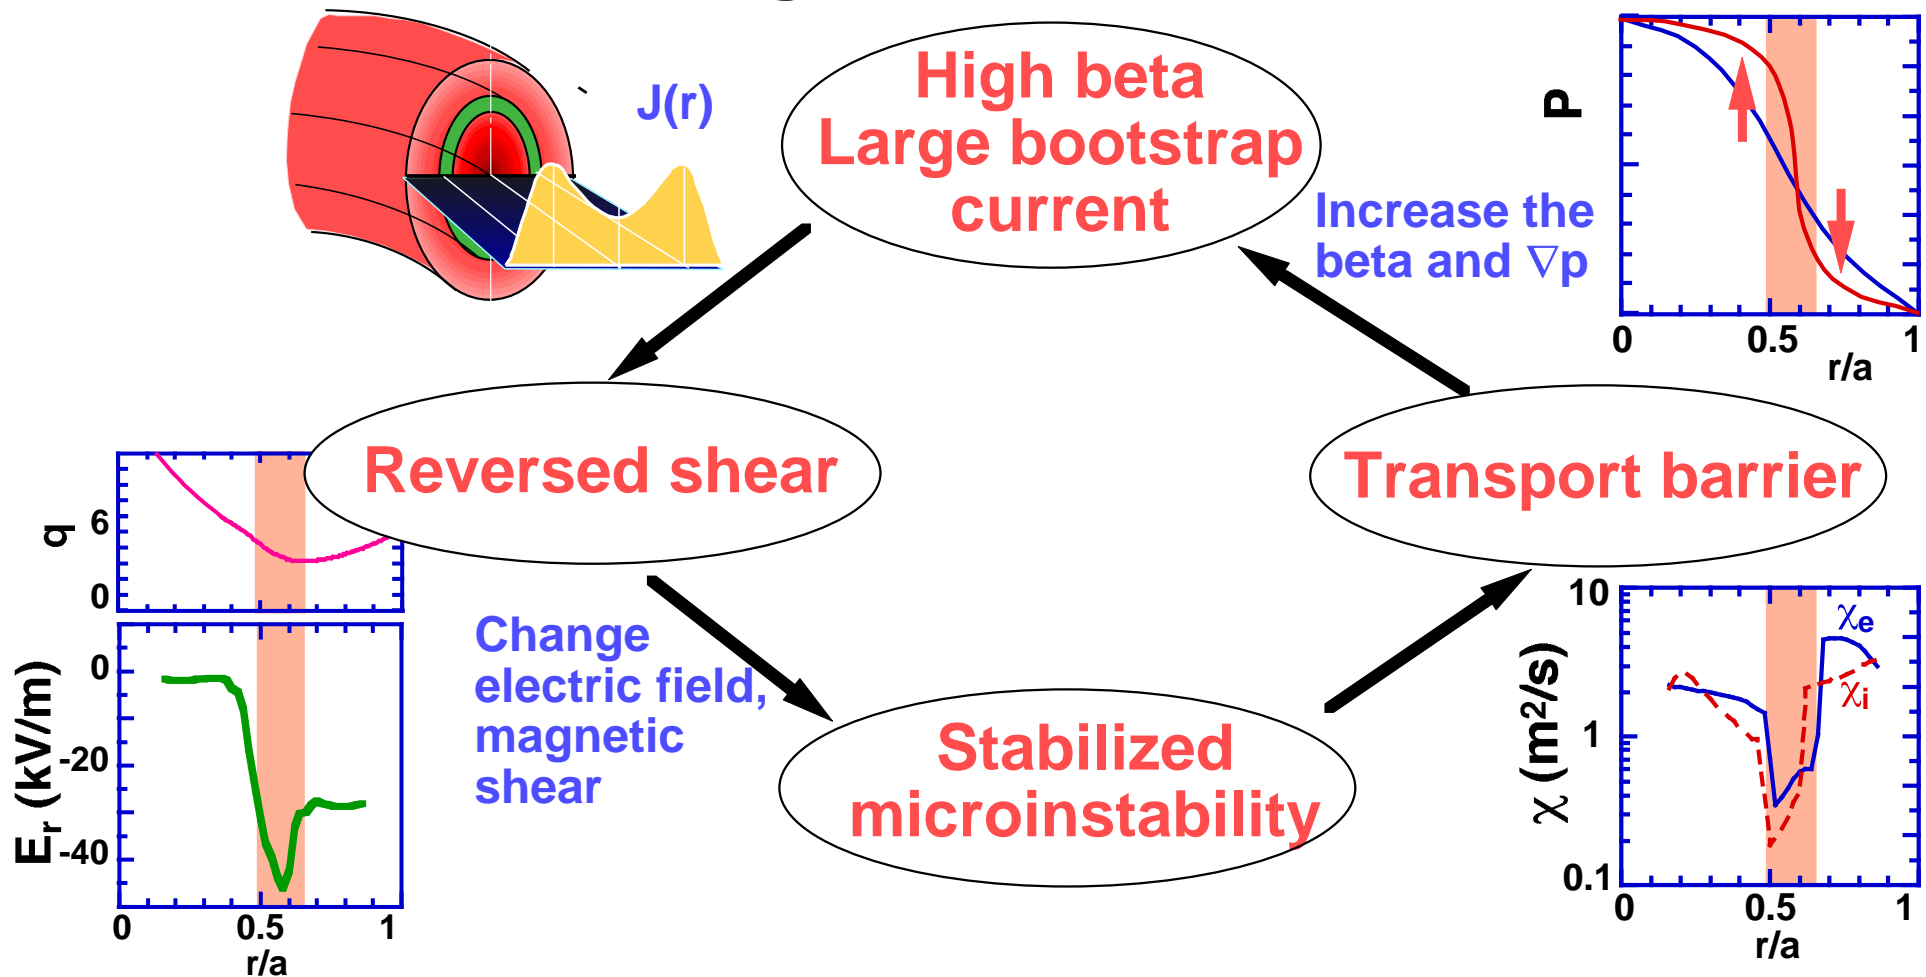 J(r)
High beta
Large bootstrap
current
Increase the
beta and ∇p
P
0
0.5
1
r/a
Reversed shear
Transport barrier
q
6
0
Change
electric field,
magnetic
shear
Stabilized
microinstability
E_r (kV/m)
0
-20
-40
0
0.5
1
r/a
χ (m²/s)
10
1
0.1
χe
χi
0
0.5
1
r/a